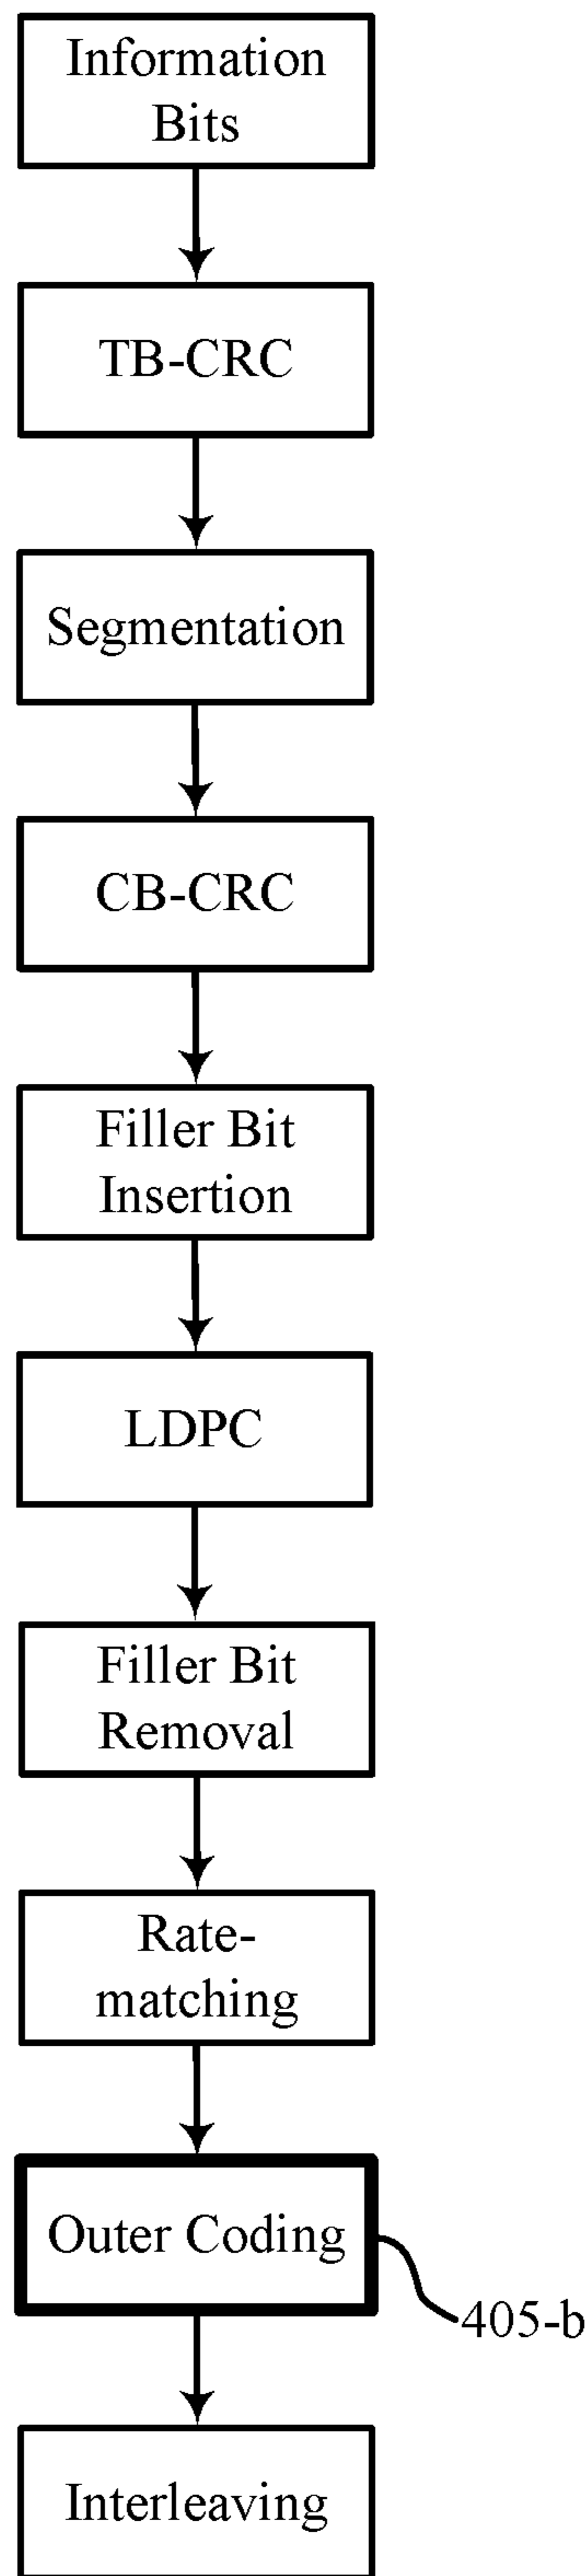 Information
Bits
TB-CRC
Segmentation
CB-CRC
Filler Bit
Insertion
LDPC
Filler Bit
Removal
Rate-
matching
Outer Coding
405-b
Interleaving